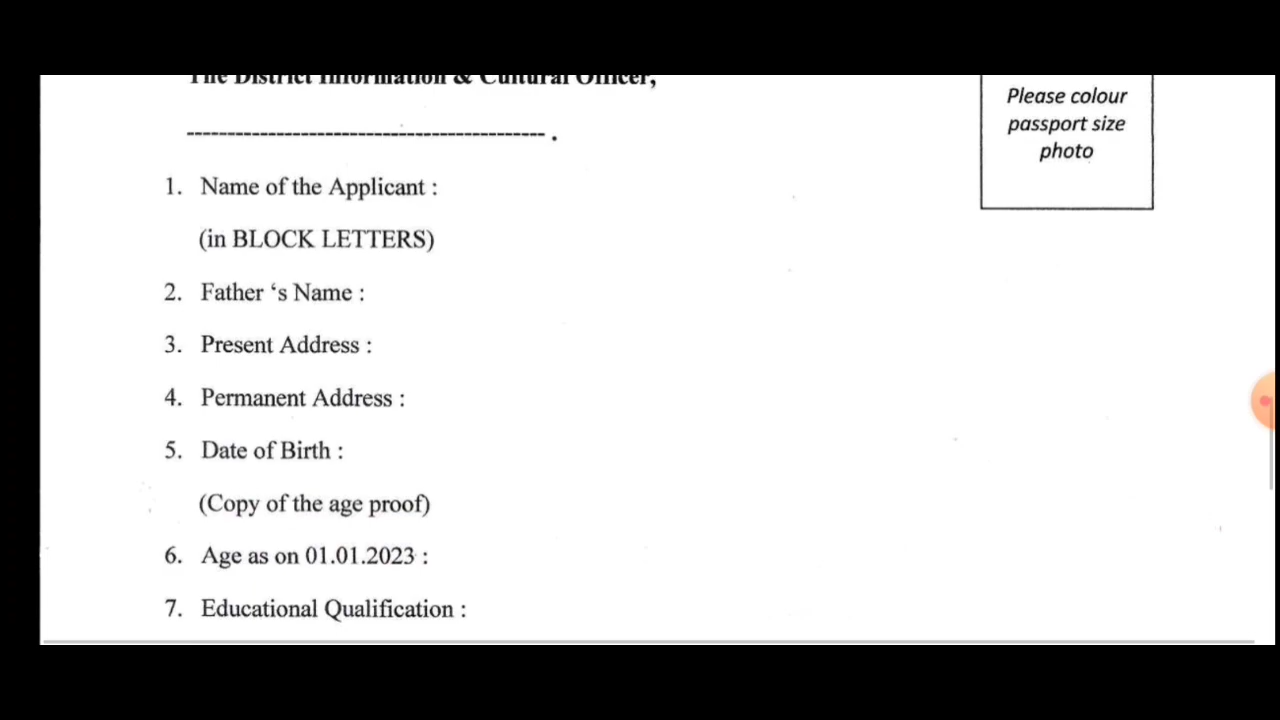 The District Information & Cultural Officer,
------------------------------------------- .
Please colour
passport size
photo
1. Name of the Applicant :
(in BLOCK LETTERS)
2. Father ‘s Name :
3. Present Address :
4. Permanent Address :
5. Date of Birth :
(Copy of the age proof)
6. Age as on 01.01.2023 :
7. Educational Qualification :